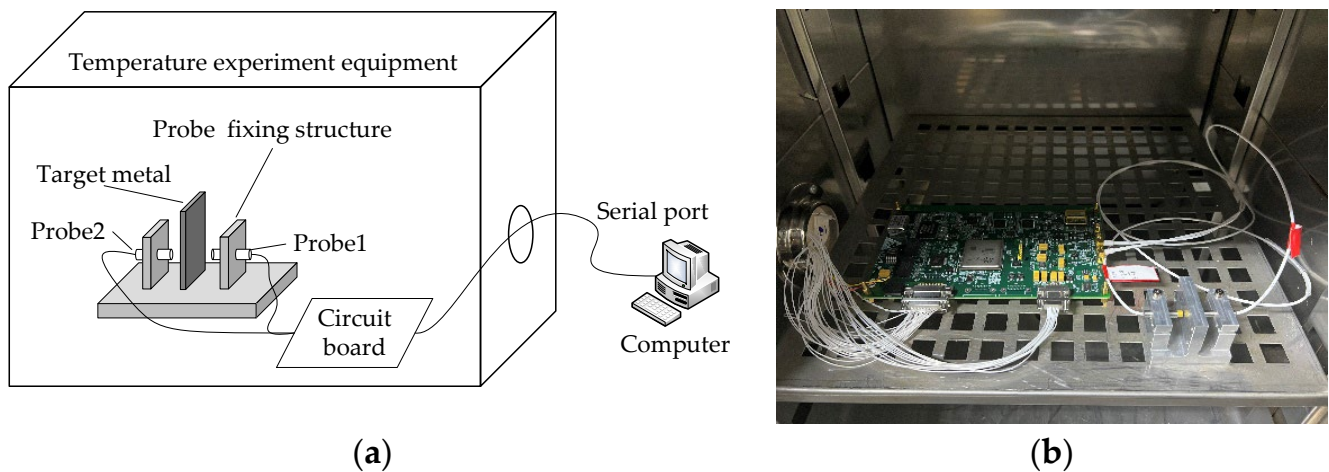 Temperature experiment equipment
Probe fixing structure
Target metal
Probe2
Probe1
Serial port
Circuit
board
Computer
(a)
(b)